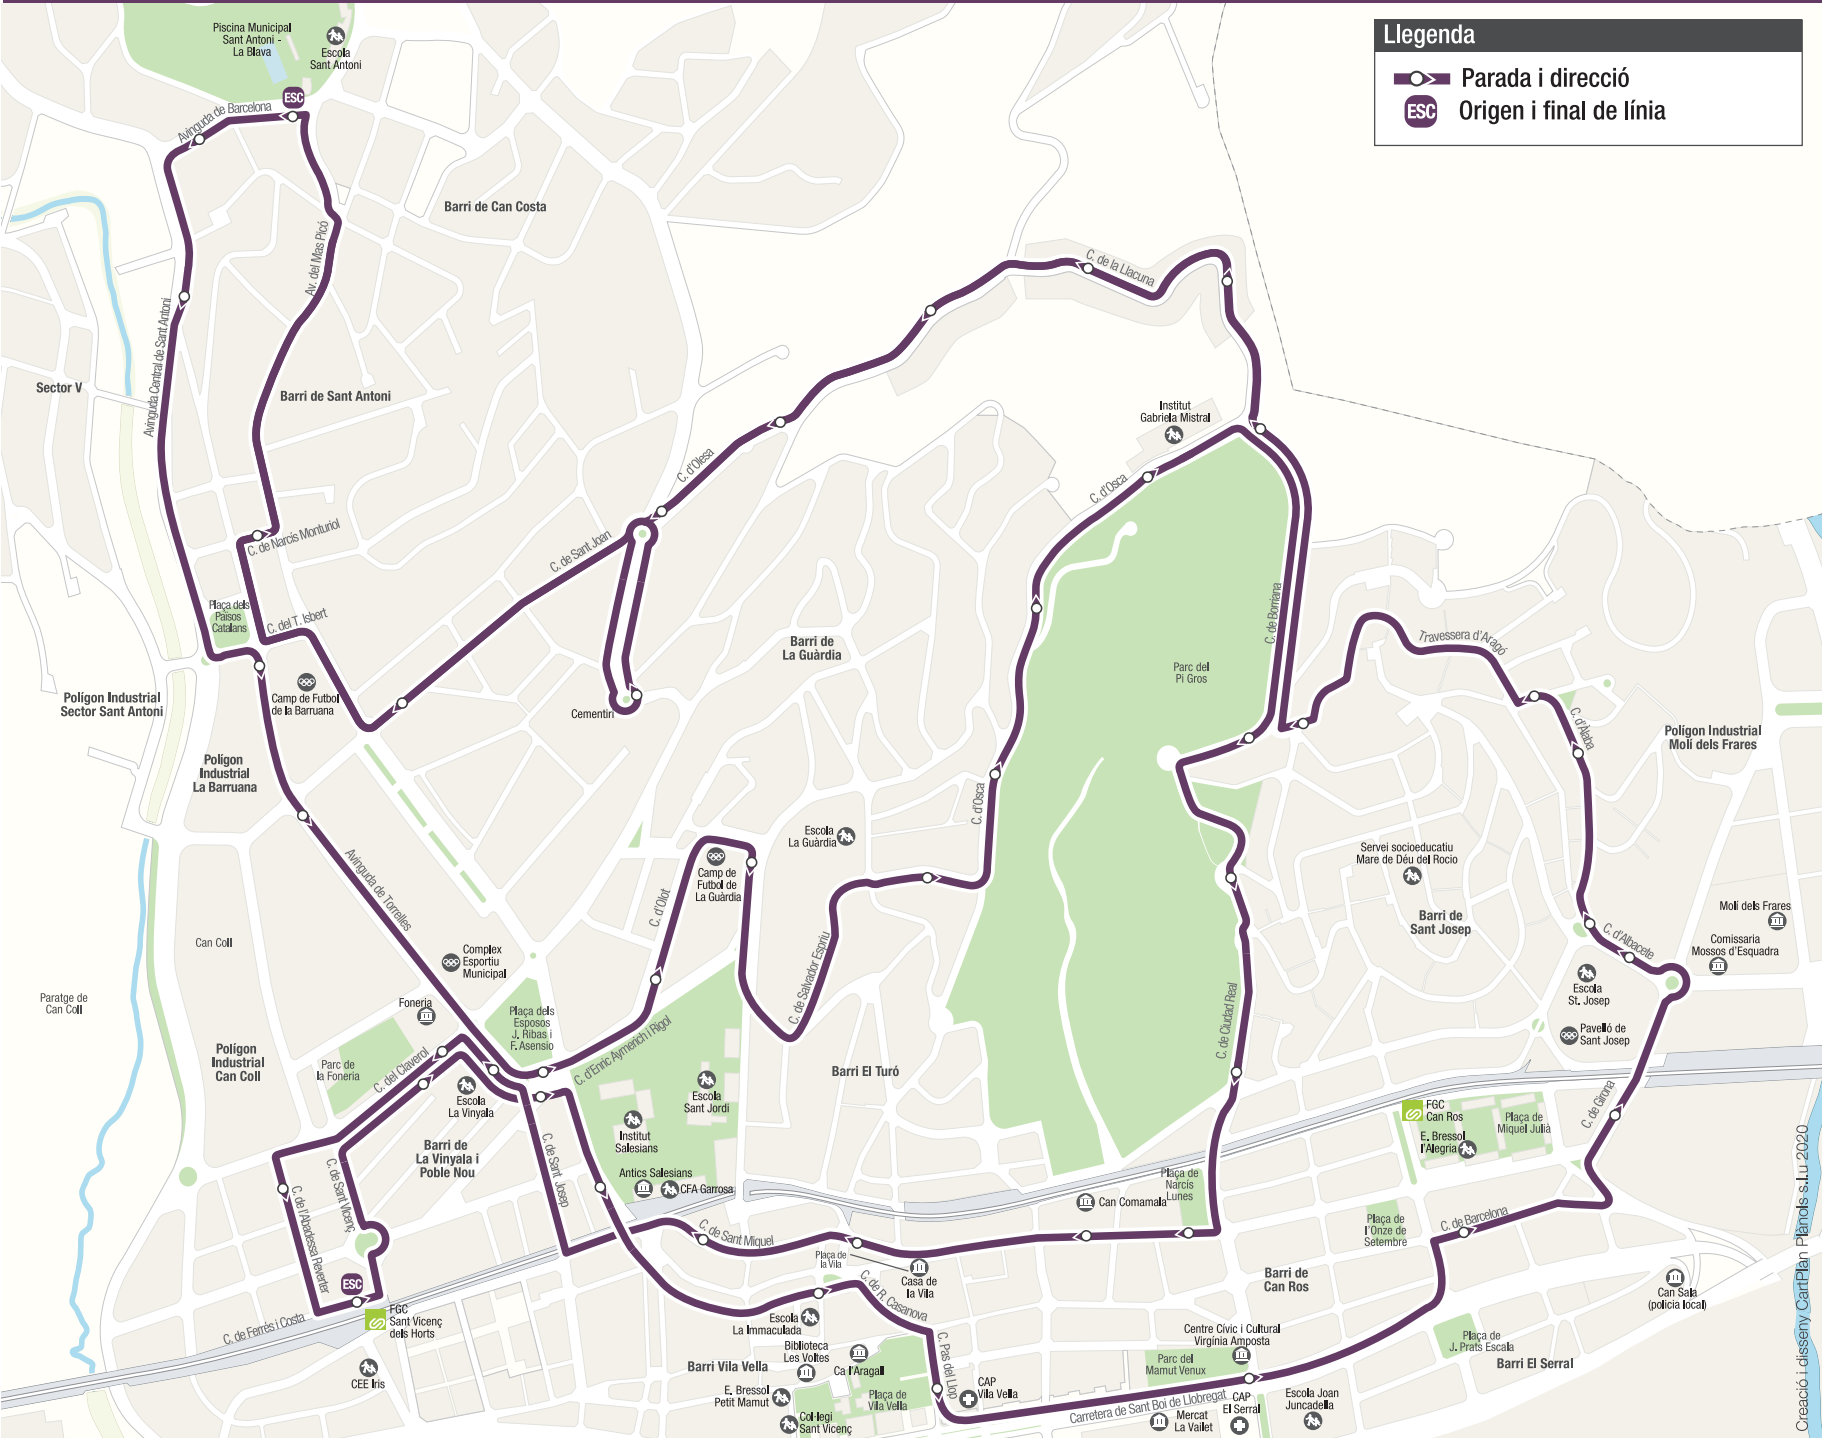 Llegenda
Parada i direcció
ESC
Origen i final de línia
Piscina Municipal
Sant Antoni -
La Blava
Escola
Sant Antoni
ESC
Avinguda de Barcelona
Barri de Can Costa
Av. del Mas Picó
Avinguda Central de Sant Antoni
Sector V
Barri de Sant Antoni
C. de la Llacuna
Institut
Gabriela Mistral
C. d'Olesa
C. d'Osca
C. de Narcís Monturiol
C. de Sant Joan
Plaça dels
Països
Catalans
C. del T. Isbert
C. de Borriana
Travessera d'Aragó
Barri de
La Guàrdia
Parc del
Pi Gros
Polígon Industrial
Sector Sant Antoni
Camp de Futbol
de la Barruana
Cementiri
C. d'Àlaba
Polígon Industrial
Molí dels Frares
Polígon
Industrial
La Barruana
C. d'Osca
Escola
La Guàrdia
Avinguda de Torrelles
Camp de
Futbol de
La Guàrdia
C. d'Olot
Servei socioeducatiu
Mare de Déu del Rocio
Barri de
Sant Josep
Molí dels Frares
Comissaria
Mossos d'Esquadra
C. d'Albacete
Can Coll
Complex
Esportiu
Municipal
C. de Salvador Espriu
Escola
St. Josep
Paratge de
Can Coll
Foneria
Plaça dels
Esposos
J. Ribas i
F. Asensio
C. d'Enric Aymerich i Rigol
C. de Ciudad Real
Pavelló de
Sant Josep
Polígon
Industrial
Can Coll
Parc de
la Foneria
C. del Claverol
Barri El Turó
Escola
La Vinyala
Escola
Sant Jordi
FGC
Can Ros
Plaça de
Miquel Julià
C. de Girona
E. Bressol
l'Alegria
Institut
Salesians
Barri de
La Vinyala i
Poble Nou
C. de Sant Josep
Antics Salesians
CFA Garrosa
Plaça de
Narcís
Lunes
Can Comamala
C. de Sant Vicenç
C. de l'Abadessa Reverter
C. de Sant Miquel
Plaça de
l'Onze de
Setembre
C. de Barcelona
Plaça de
la Vila
Casa de
la Vila
Barri de
Can Ros
Can Sala
(policia local)
ESC
C. de Ferrés i Costa
FGC
Sant Vicenç
dels Horts
C. de R. Casanova
Escola
La Immaculada
Centre Cívic i Cultural
Virgínia Amposta
Plaça de
J. Prats Escala
Biblioteca
Les Voltes
Ca l'Aragall
C. Pas del Llop
Parc del
Mamut Venux
Barri El Serral
CEE Iris
Barri Vila Vella
E. Bressol
Petit Mamut
Plaça de
Vila Vella
CAP
Vila Vella
Carretera de Sant Boi de Llobregat
CAP
El Serral
Escola Joan
Juncadella
Col·legi
Sant Vicenç
Mercat
La Vailet
Creació i disseny CartPlan Plànols s.l.u 2020